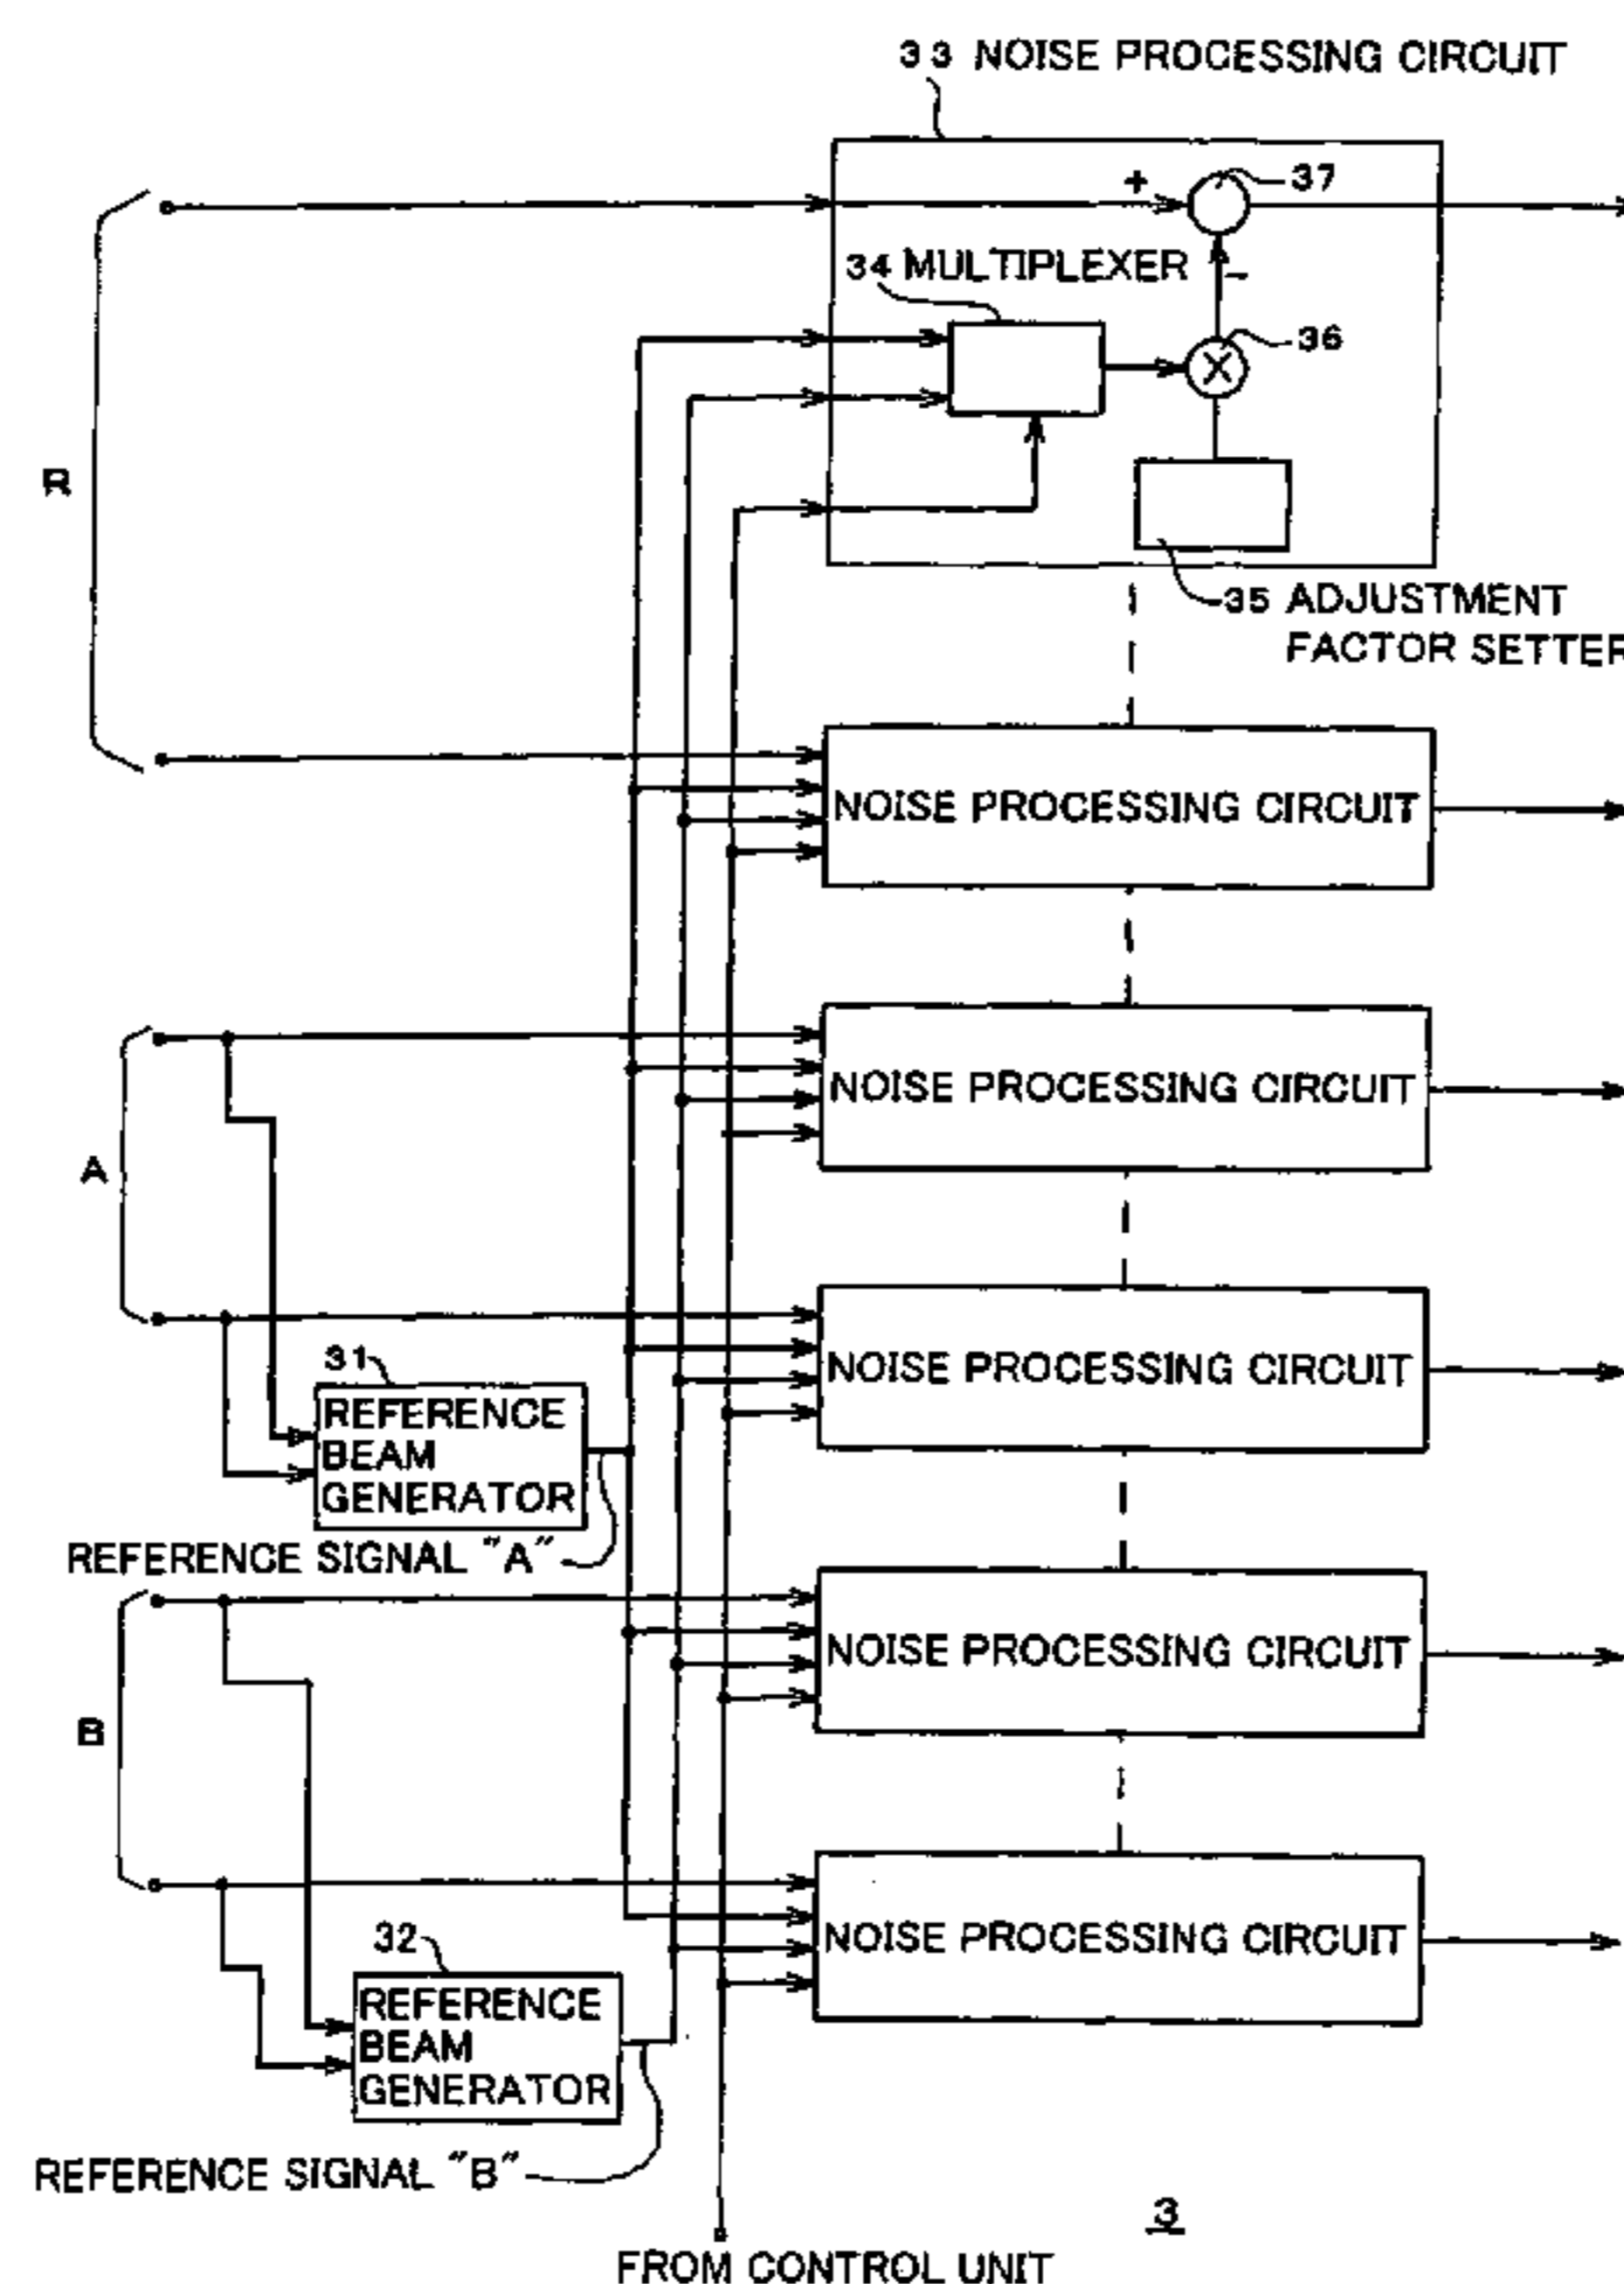 33 NOISE PROCESSING CIRCUIT
+
37
34 MULTIPLEXER
-
36
R
35 ADJUSTMENT
FACTOR SETTER
NOISE PROCESSING CIRCUIT
NOISE PROCESSING CIRCUIT
A
NOISE PROCESSING CIRCUIT
31
REFERENCE
BEAM
GENERATOR
REFERENCE SIGNAL "A"
NOISE PROCESSING CIRCUIT
B
NOISE PROCESSING CIRCUIT
32
REFERENCE
BEAM
GENERATOR
REFERENCE SIGNAL "B"
3
FROM CONTROL UNIT